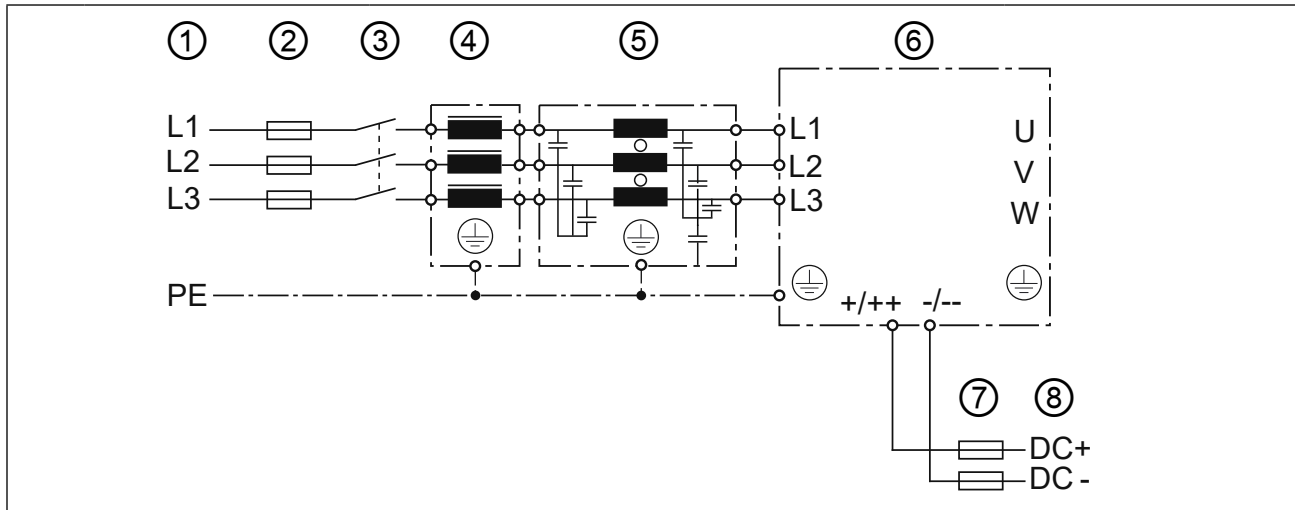 ① ② ③ ④ ⑤ ⑥
L1 L1 U
L2 L2 V
L3 L3 W
PE
+/++ -/--
⑦ ⑧
DC+
DC -